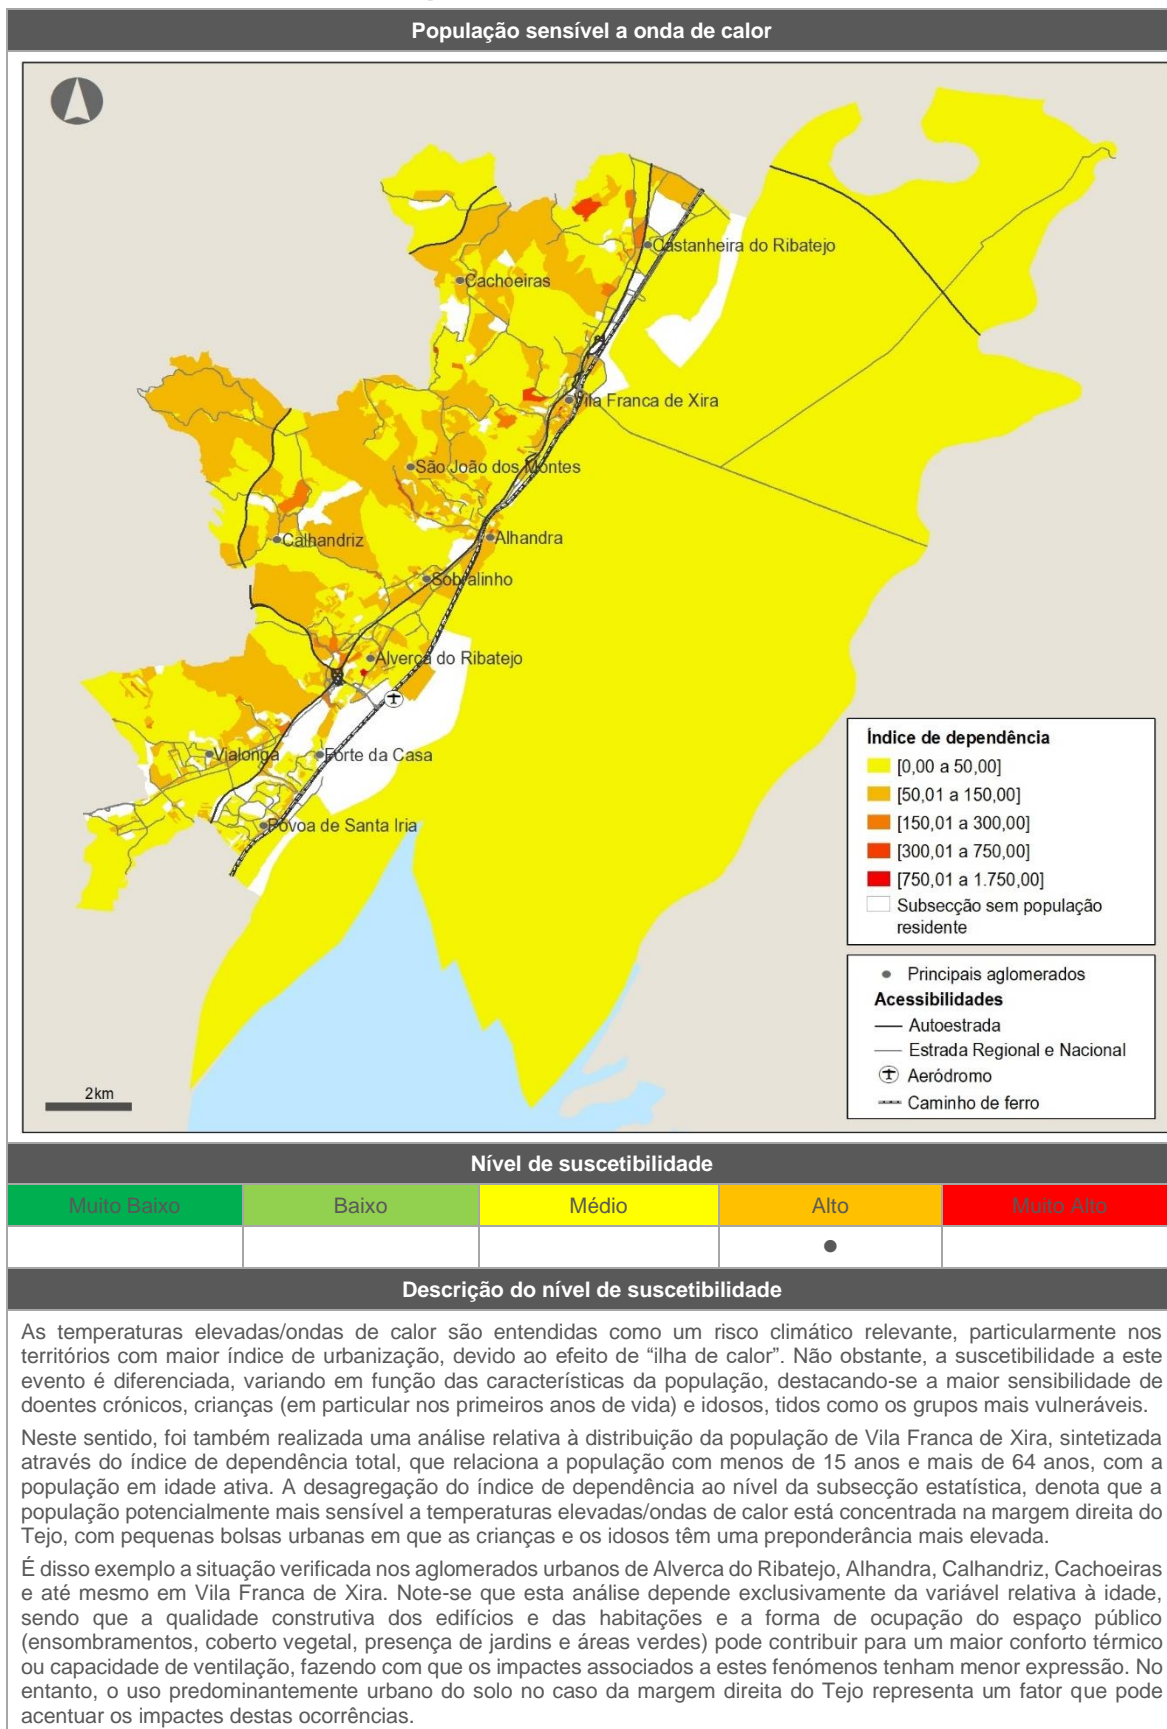 População sensível a onda de calor
Castanheira do Ribatejo
Cachoeiras
Vila Franca de Xira
São João dos Montes
Alhandra
Calhandriz
Sobralinho
Alverca do Ribatejo
Vialonga
Forte da Casa
Póvoa de Santa Iria
2km
Índice de dependência
[0,00 a 50,00]
[50,01 a 150,00]
[150,01 a 300,00]
[300,01 a 750,00]
[750,01 a 1.750,00]
Subsecção sem população
residente
Principais aglomerados
Acessibilidades
Autoestrada
Estrada Regional e Nacional
Aeródromo
Caminho de ferro
Nível de suscetibilidade
Muito Baixo Baixo Médio Alto Muito Alto
Descrição do nível de suscetibilidade
As temperaturas elevadas/ondas de calor são entendidas como um risco climático relevante, particularmente nos
territórios com maior índice de urbanização, devido ao efeito de “ilha de calor”. Não obstante, a suscetibilidade a este
evento é diferenciada, variando em função das características da população, destacando-se a maior sensibilidade de
doentes crónicos, crianças (em particular nos primeiros anos de vida) e idosos, tidos como os grupos mais vulneráveis.
Neste sentido, foi também realizada uma análise relativa à distribuição da população de Vila Franca de Xira, sintetizada
através do índice de dependência total, que relaciona a população com menos de 15 anos e mais de 64 anos, com a
população em idade ativa. A desagregação do índice de dependência ao nível da subsecção estatística, denota que a
população potencialmente mais sensível a temperaturas elevadas/ondas de calor está concentrada na margem direita do
Tejo, com pequenas bolsas urbanas em que as crianças e os idosos têm uma preponderância mais elevada.
É disso exemplo a situação verificada nos aglomerados urbanos de Alverca do Ribatejo, Alhandra, Calhandriz, Cachoeiras
e até mesmo em Vila Franca de Xira. Note-se que esta análise depende exclusivamente da variável relativa à idade,
sendo que a qualidade construtiva dos edifícios e das habitações e a forma de ocupação do espaço público
(ensombramentos, coberto vegetal, presença de jardins e áreas verdes) pode contribuir para um maior conforto térmico
ou capacidade de ventilação, fazendo com que os impactes associados a estes fenómenos tenham menor expressão. No
entanto, o uso predominantemente urbano do solo no caso da margem direita do Tejo representa um fator que pode
acentuar os impactes destas ocorrências.